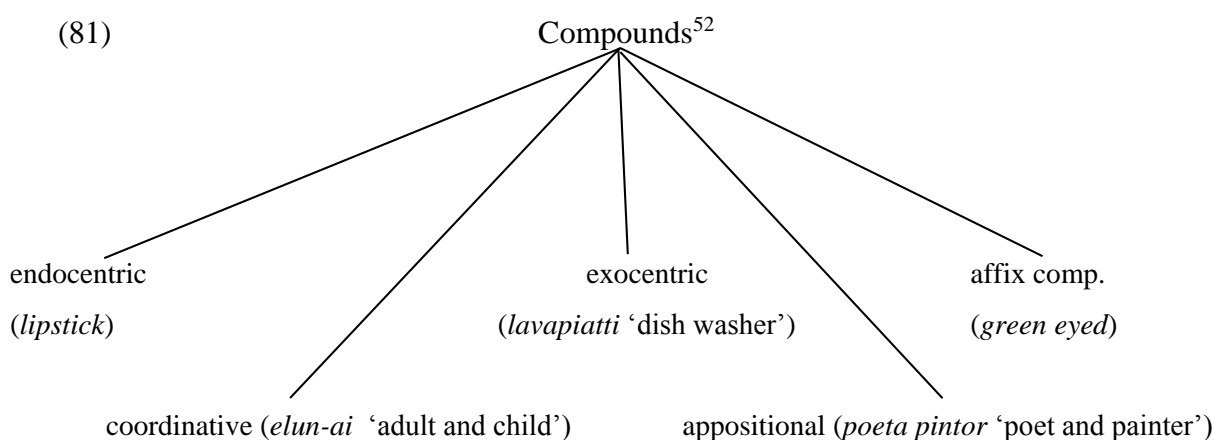 (81) Compounds52
endocentric exocentric affix comp.
(lipstick) (lavapiatti ‘dish washer’) (green eyed)
coordinative (elun-ai ‘adult and child’) appositional (poeta pintor ‘poet and painter’)